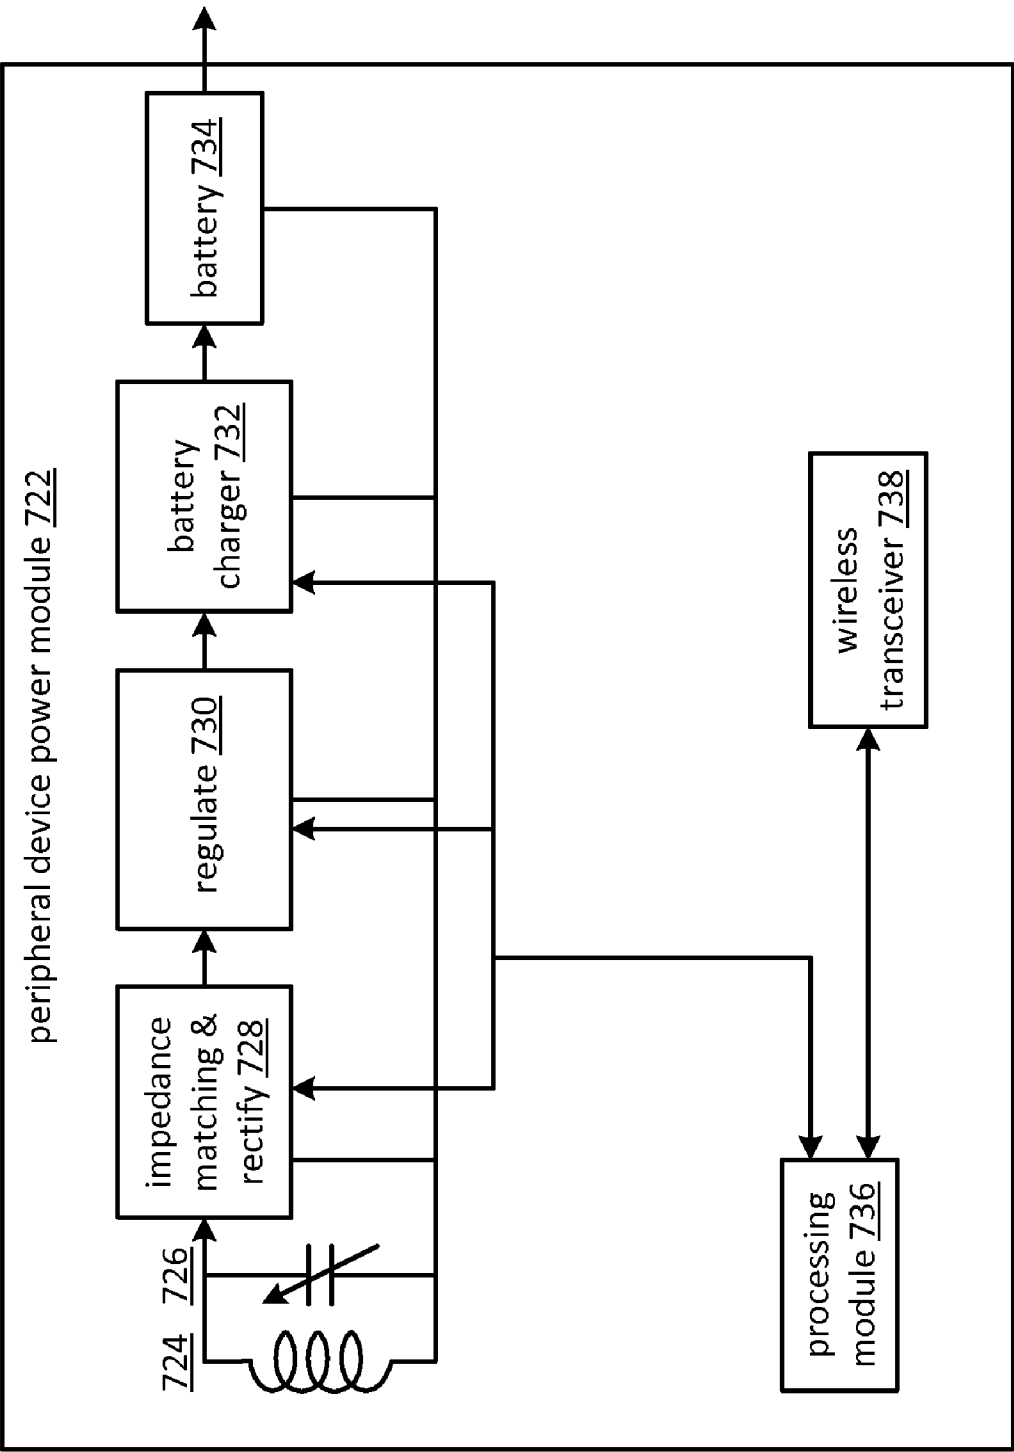 peripheral device power module 722
724
726
impedance
matching &
rectify 728
regulate 730
battery
charger 732
battery 734
processing
module 736
wireless
transceiver 738